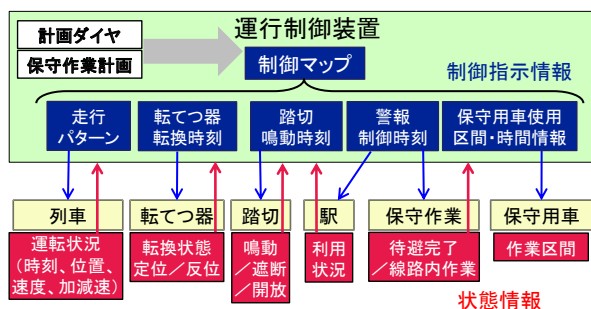 運行制御装置
計画ダイヤ
保守作業計画
制御マップ
制御指示情報
走行
パターン
転てつ器
転換時刻
踏切
鳴動時刻
警報
制御時刻
保守用車使用
区間・時間情報
列車
転てつ器
踏切
駅
保守作業
保守用車
運転状況
（時刻、位置、
速度、加減速）
転換状態
定位／反位
鳴動
／遮断
／開放
利用
状況
待避完了
／線路内作業
作業区間
状態情報